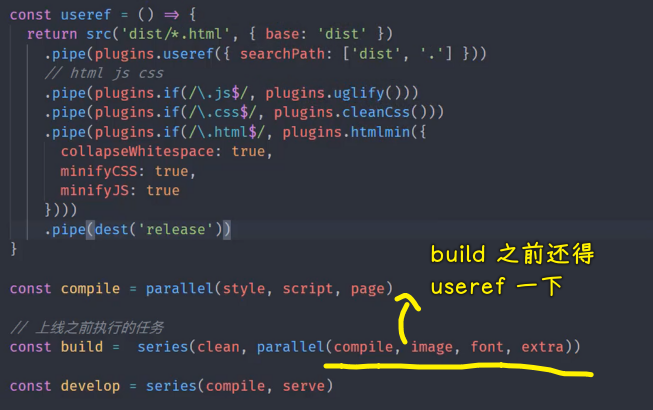 const useref = () => {
  return src('dist/*.html', { base: 'dist' })
    .pipe(plugins.useref({ searchPath: ['dist', '.'] }))
    // html js css
    .pipe(plugins.if(/\.js$/, plugins.uglify()))
    .pipe(plugins.if(/\.css$/, plugins.cleanCss()))
    .pipe(plugins.if(/\.html$/, plugins.htmlmin({
      collapseWhitespace: true,
      minifyCSS: true,
      minifyJS: true
    })))
    .pipe(dest('release'))
}
build 之前还得
useref 一下
const compile = parallel(style, script, page)
// 上线之前执行的任务
const build =  series(clean, parallel(compile, image, font, extra))
const develop = series(compile, serve)